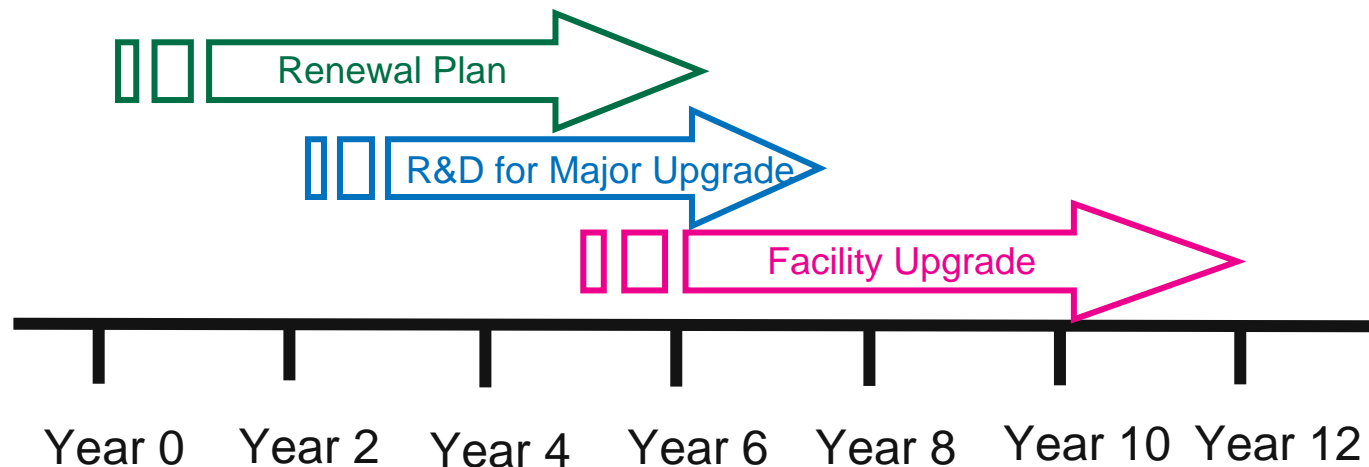 Renewal Plan
R&D for Major Upgrade
Facility Upgrade
Year 0 Year 2 Year 4 Year 6 Year 8 Year 10 Year 12